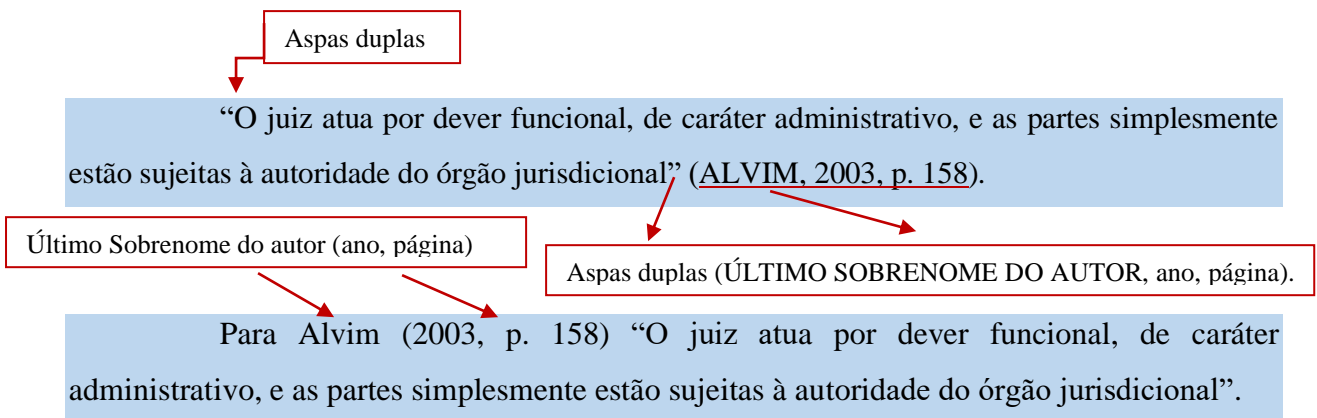 Aspas duplas
“O juiz atua por dever funcional, de caráter administrativo, e as partes simplesmente
estão sujeitas à autoridade do órgão jurisdicional” (ALVIM, 2003, p. 158).
Último Sobrenome do autor (ano, página)
Aspas duplas (ÚLTIMO SOBRENOME DO AUTOR, ano, página).
Para Alvim (2003, p. 158) “O juiz atua por dever funcional, de caráter
administrativo, e as partes simplesmente estão sujeitas à autoridade do órgão jurisdicional”.